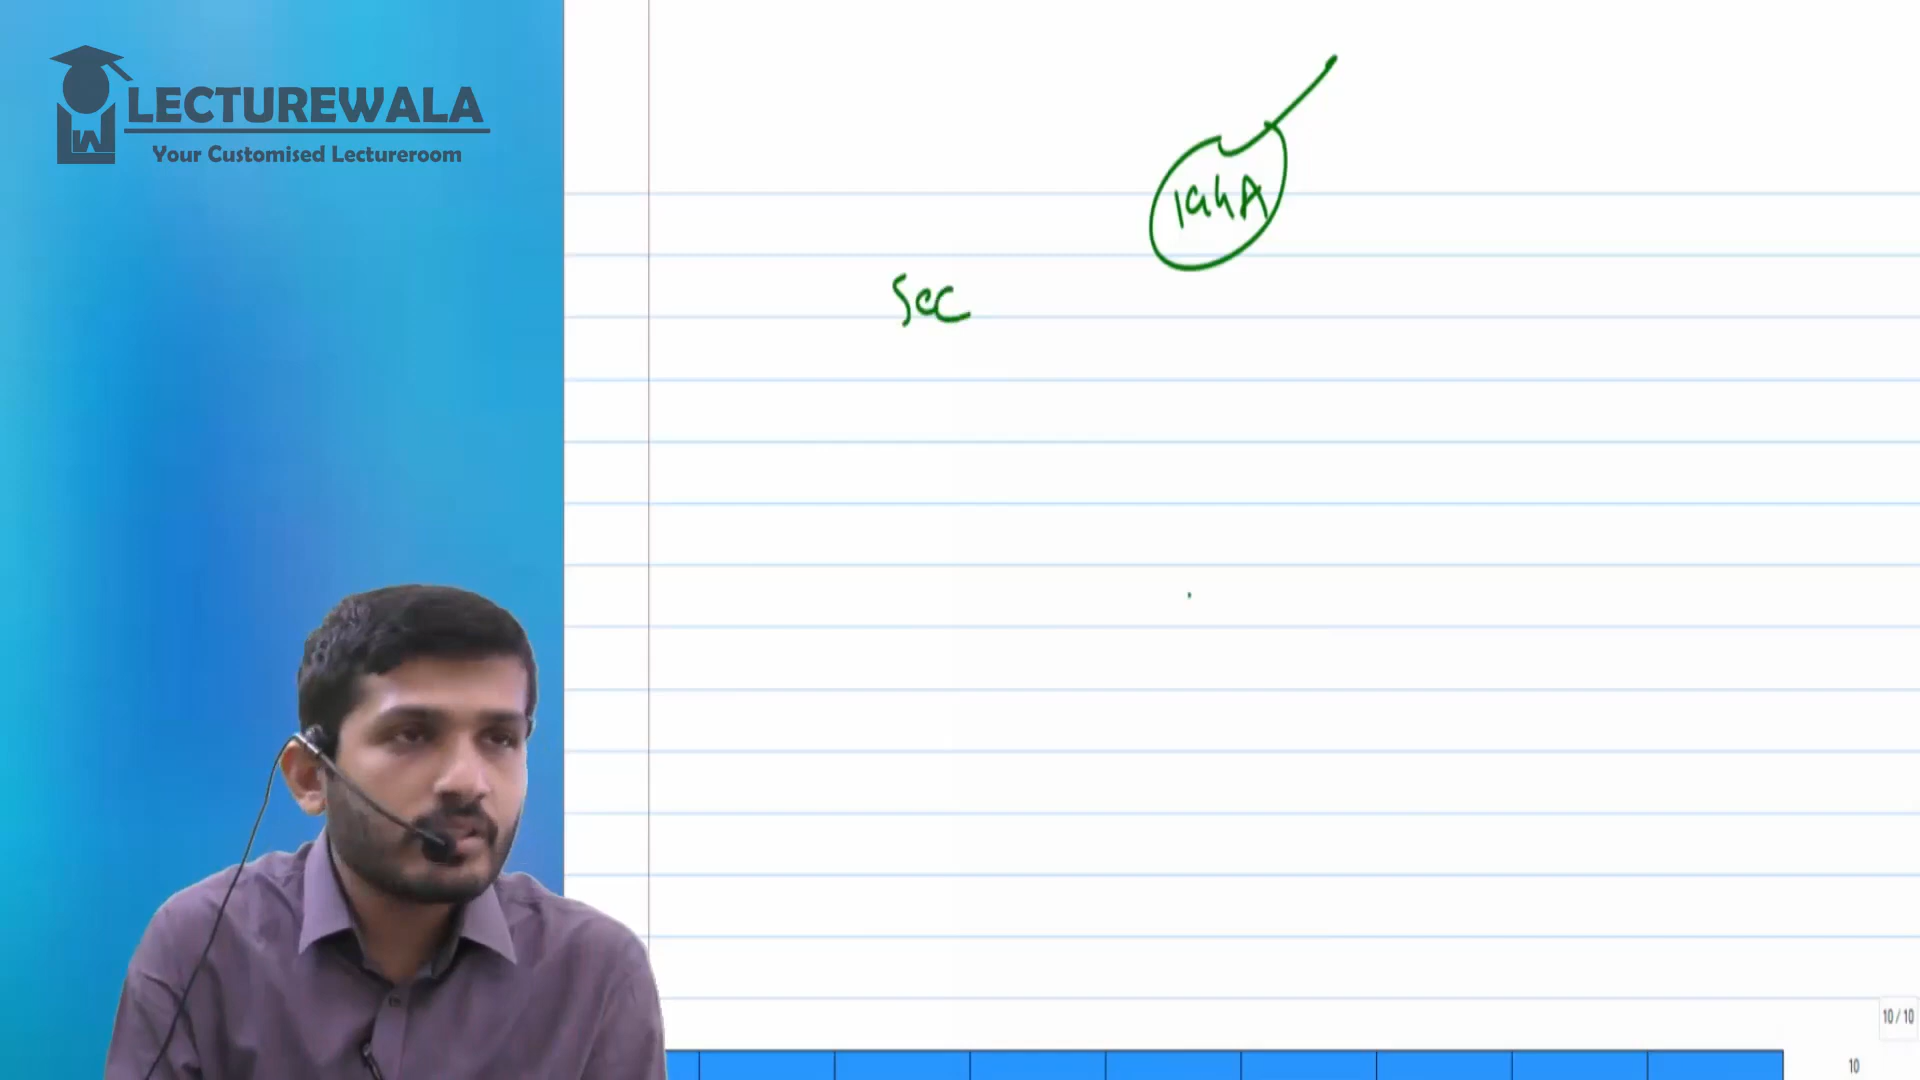 LECTUREWALA
Your Customised Lectureroom
194A
Sec
10 / 10
10